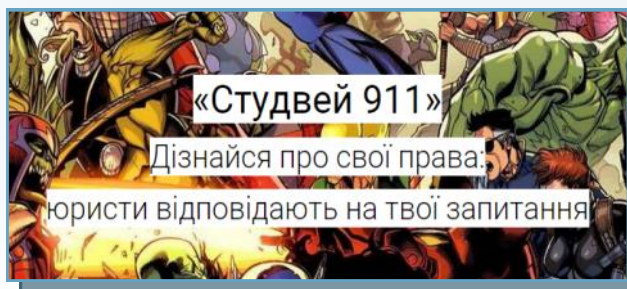 «Студвей 911»
Дізнайся про свої права:
юристи відповідають на твої запитання